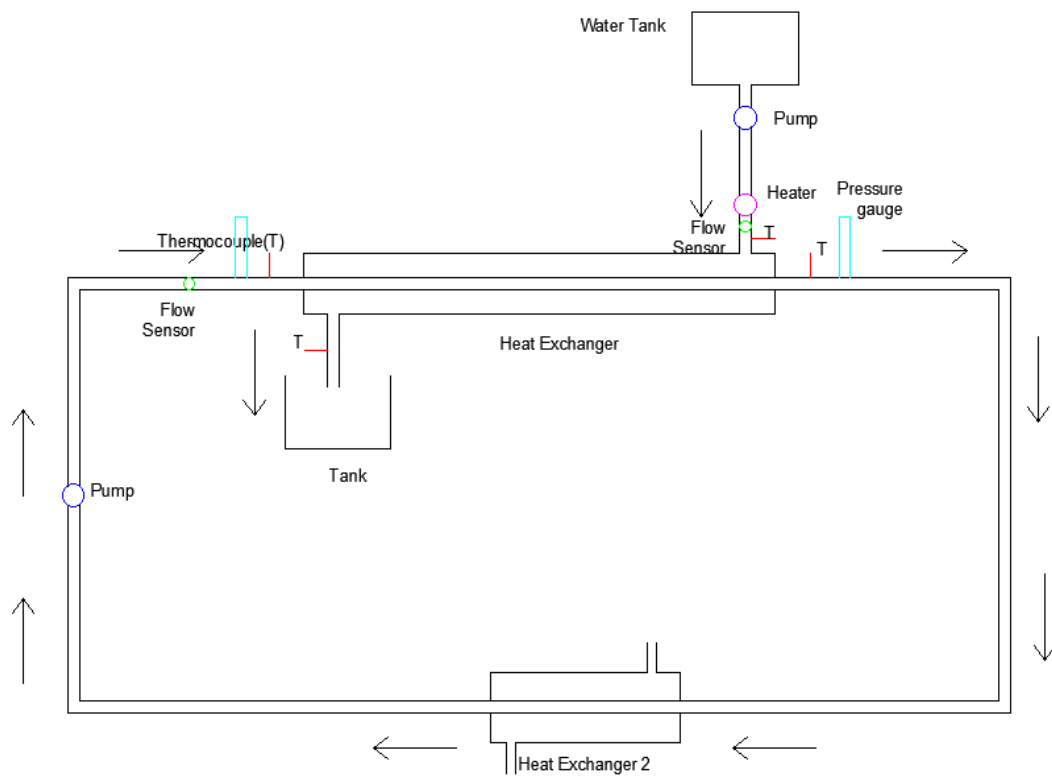 Water Tank
Pump
Heater
Pressure
gauge
Flow
Sensor
T
T
Thermocouple(T)
Flow
Sensor
T
Heat Exchanger
Tank
Pump
Heat Exchanger 2